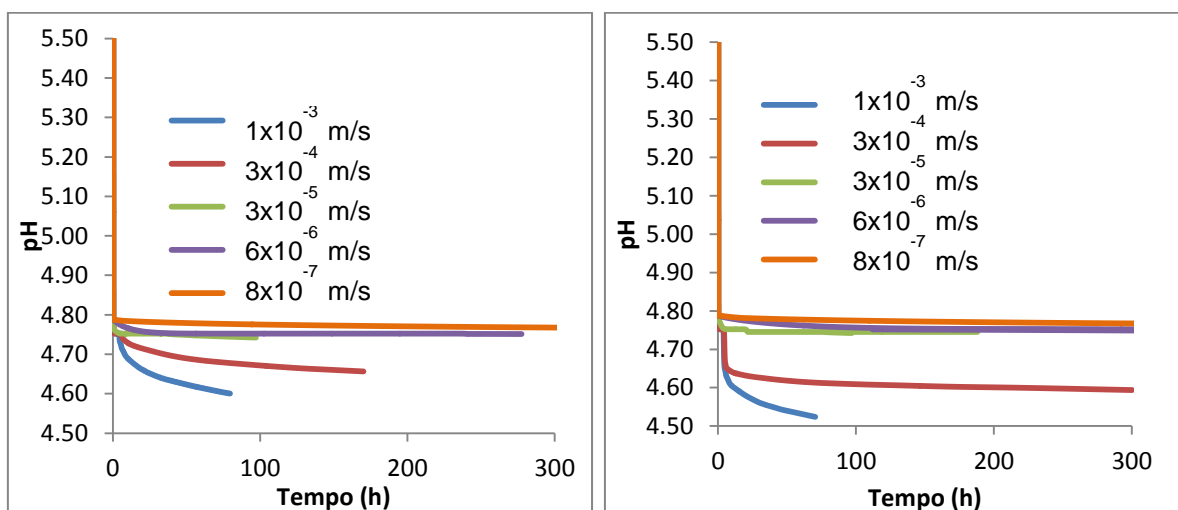 5.50
5.40
5.30
5.20
5.10
5.00
4.90
4.80
4.70
4.60
4.50
pH
1x10⁻³ m/s
3x10⁻⁴ m/s
3x10⁻⁵ m/s
6x10⁻⁶ m/s
8x10⁻⁷ m/s
0 100 200 300
Tempo (h)
5.50
5.40
5.30
5.20
5.10
5.00
4.90
4.80
4.70
4.60
4.50
pH
1x10⁻³ m/s
3x10⁻⁴ m/s
3x10⁻⁵ m/s
6x10⁻⁶ m/s
8x10⁻⁷ m/s
0 100 200 300
Tempo (h)